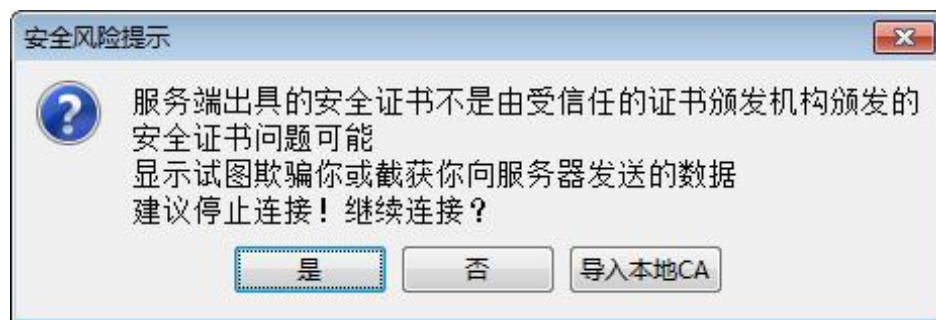 安全风险提示
服务端出具的安全证书不是由受信任的证书颁发机构颁发的
安全证书问题可能
显示试图欺骗你或截获你向服务器发送的数据
建议停止连接！继续连接？
是
否
导入本地CA